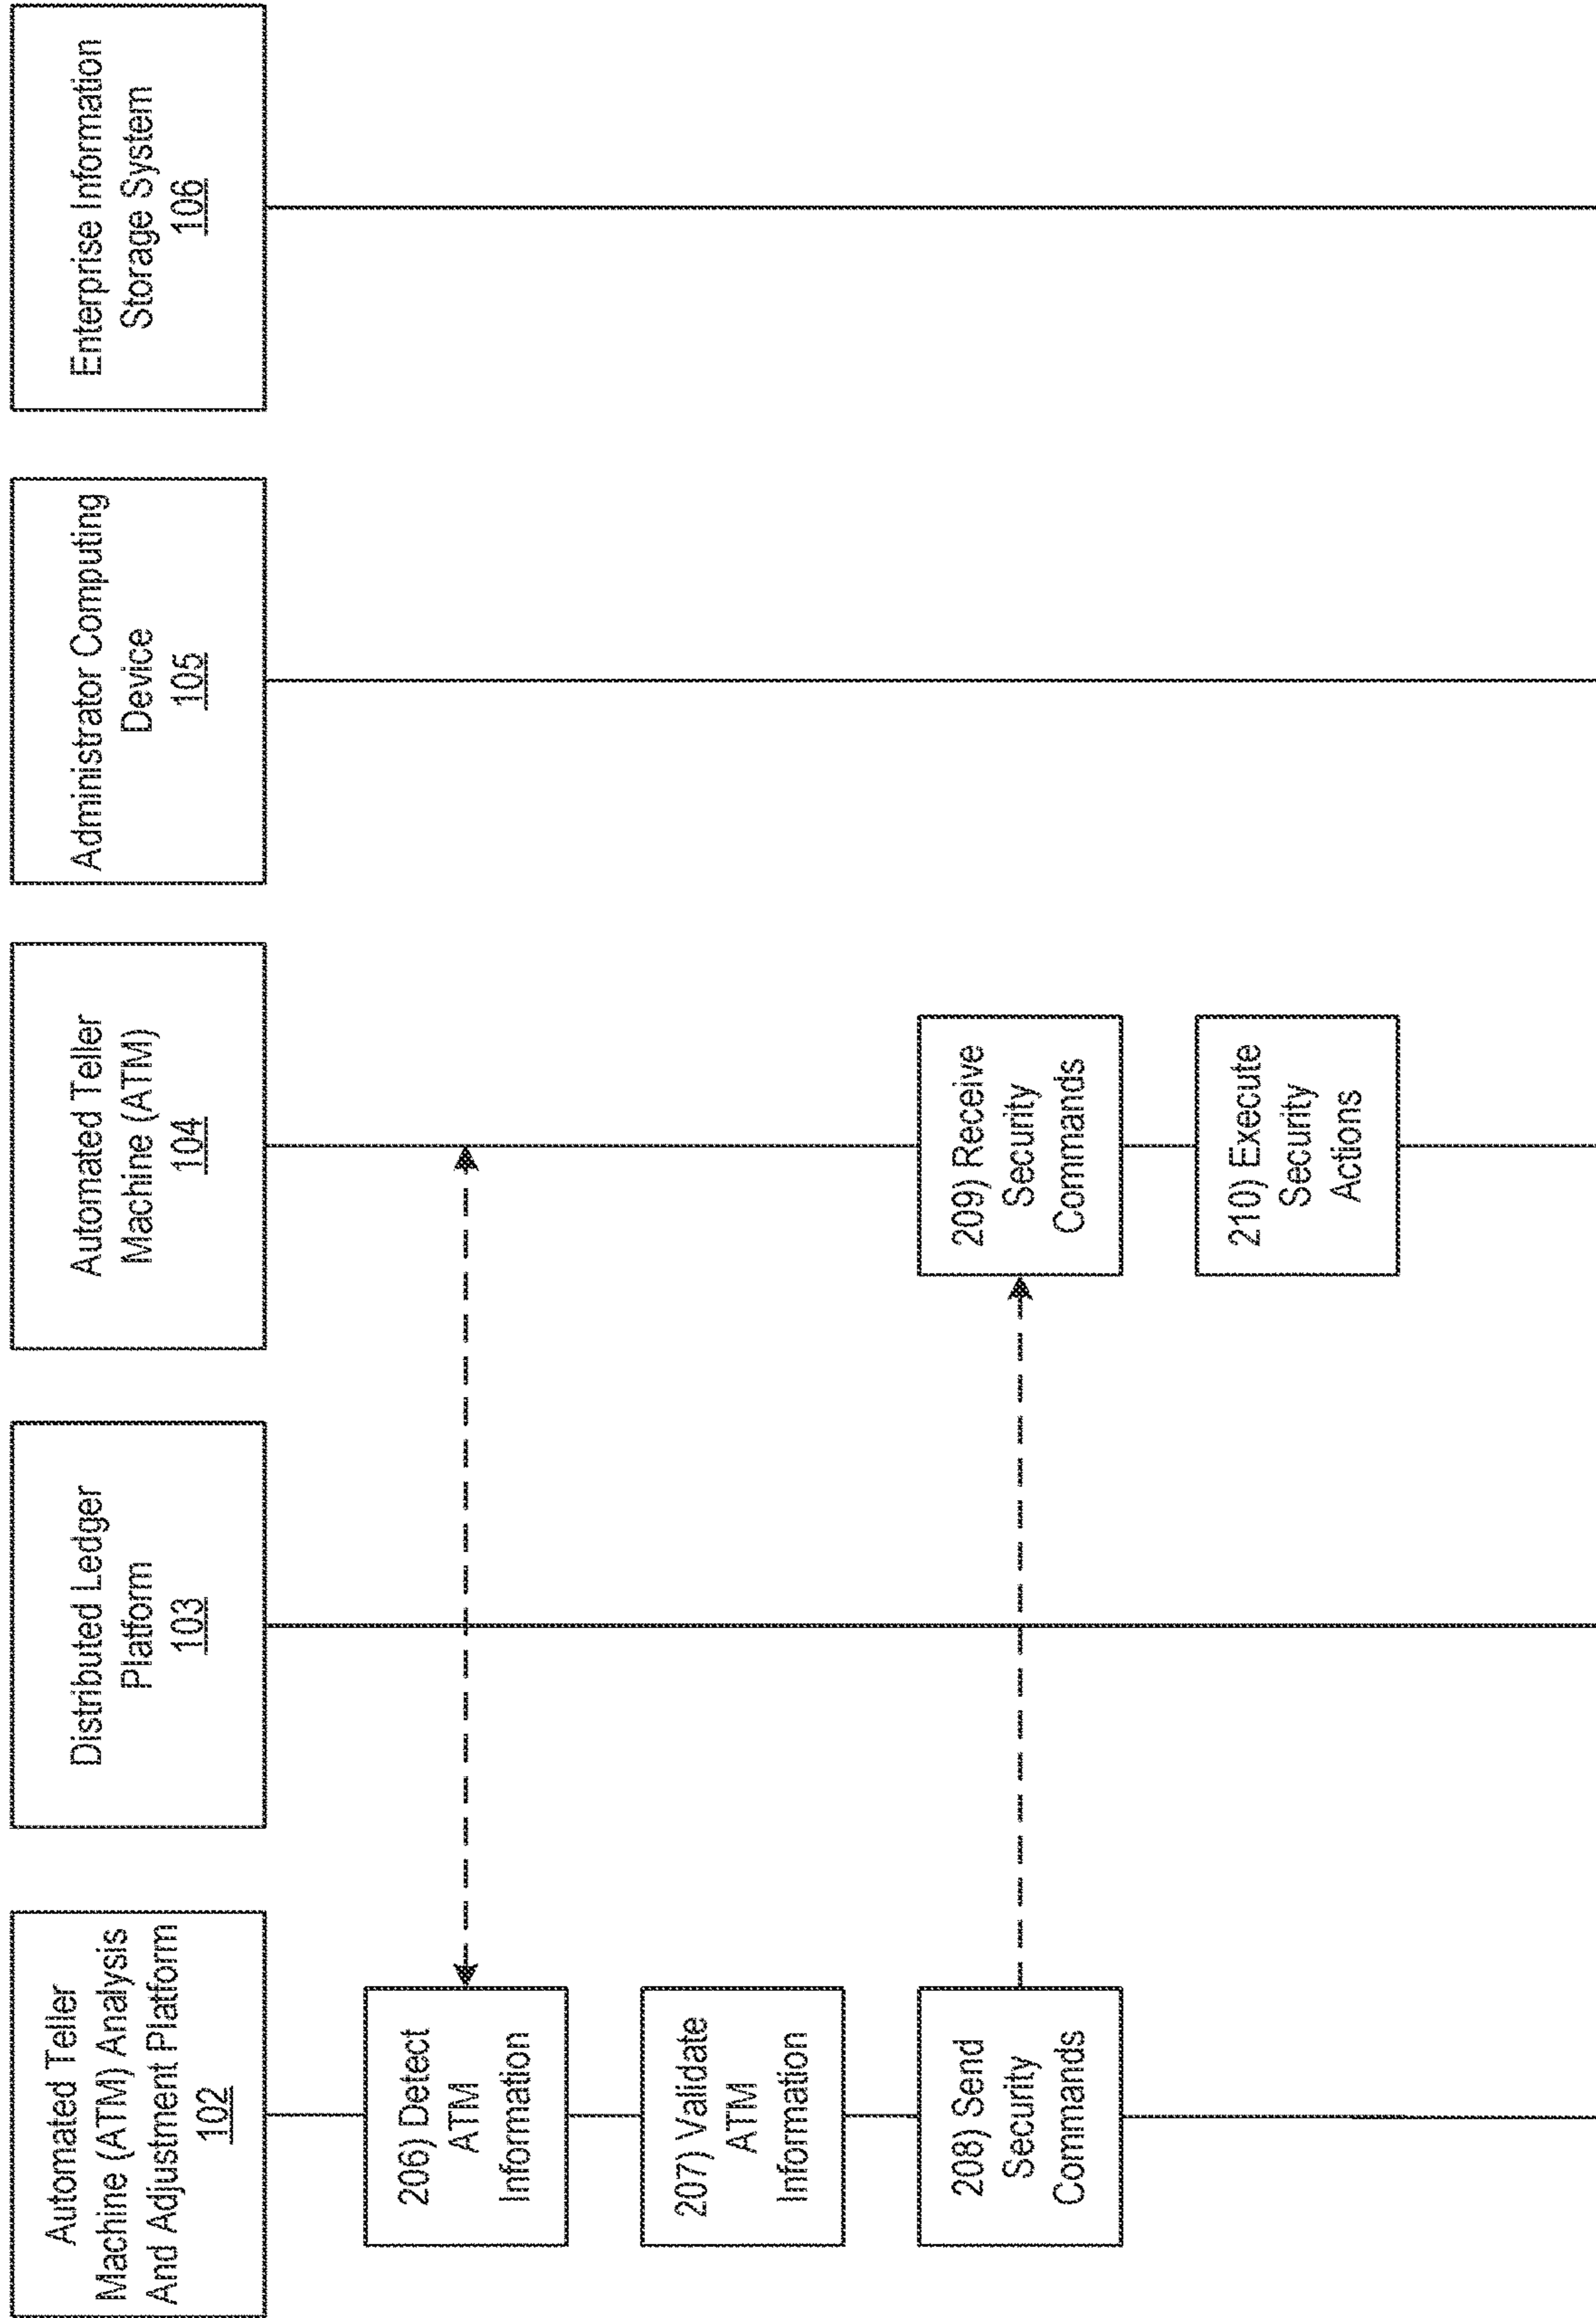 Automated Teller
Machine (ATM) Analysis
And Adjustment Platform
102
Distributed Ledger
Platform
103
Automated Teller
Machine (ATM)
104
Administrator Computing
Device
105
Enterprise Information
Storage System
106
206) Detect
ATM
Information
207) Validate
ATM
Information
208) Send
Security
Commands
209) Receive
Security
Commands
210) Execute
Security
Actions